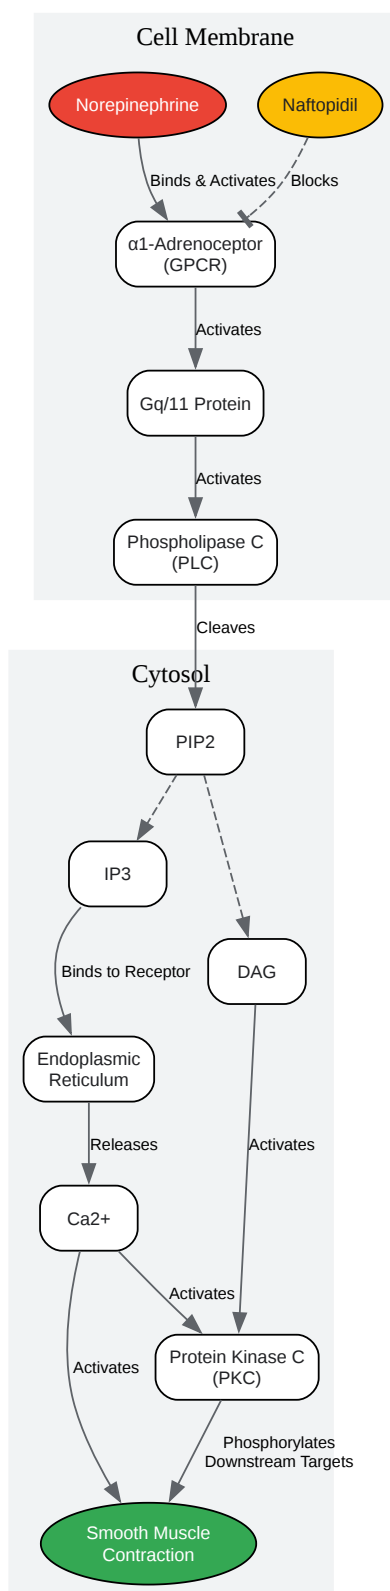 Cell Membrane
Norepinephrine
Naftopidil
Binds & Activates
Blocks
α1-Adrenoceptor
(GPCR)
Activates
Gq/11 Protein
Activates
Phospholipase C
(PLC)
Cleaves
Cytosol
PIP2
IP3
DAG
Binds to Receptor
Endoplasmic
Reticulum
Releases
Activates
Ca2+
Activates
Protein Kinase C
(PKC)
Activates
Phosphorylates
Downstream Targets
Smooth Muscle
Contraction